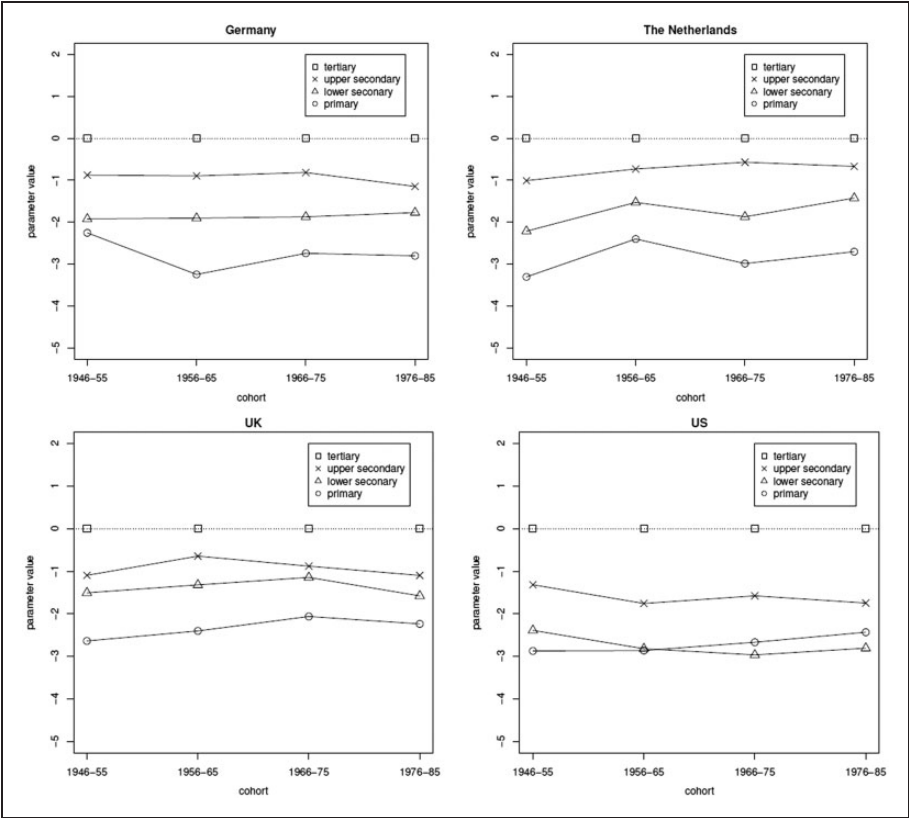 Germany
tertiary
upper secondary
lower seconary
primary
parameter value
2
1
0
−1
−2
−3
−4
−5
1946−55 1956−65 1966−75 1976−85
cohort
The Netherlands
tertiary
upper secondary
lower seconary
primary
parameter value
2
1
0
−1
−2
−3
−4
−5
1946−55 1956−65 1966−75 1976−85
cohort
UK
tertiary
upper secondary
lower seconary
primary
parameter value
2
1
0
−1
−2
−3
−4
−5
1946−55 1956−65 1966−75 1976−85
cohort
US
tertiary
upper secondary
lower seconary
primary
parameter value
2
1
0
−1
−2
−3
−4
−5
1946−55 1956−65 1966−75 1976−85
cohort